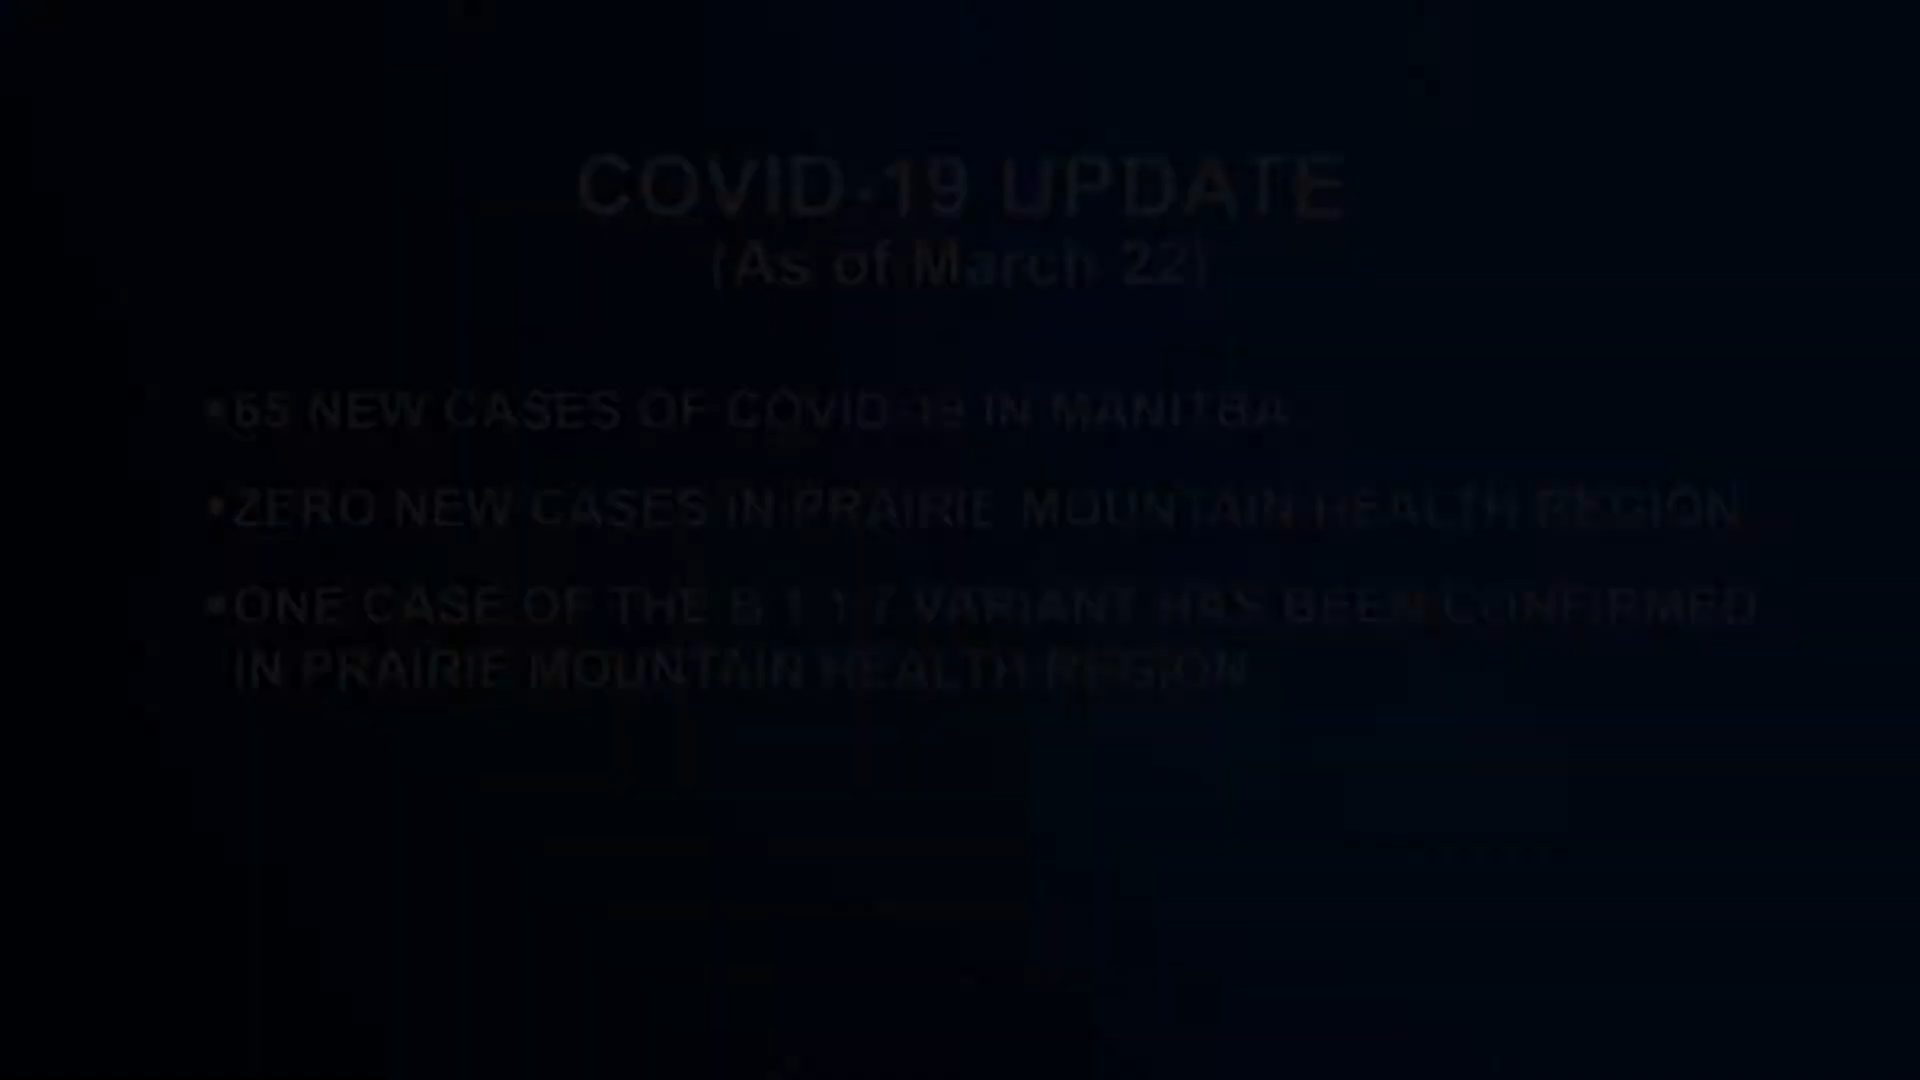 COVID-19 UPDATE
(As of March 22)
•65 NEW CASES OF COVID-19 IN MANITBA
•ZERO NEW CASES IN PRAIRIE MOUNTAIN HEALTH REGION
•ONE CASE OF THE B.1.1.7 VARIANT HAS BEEN CONFIRMED
IN PRAIRIE MOUNTAIN HEALTH REGION